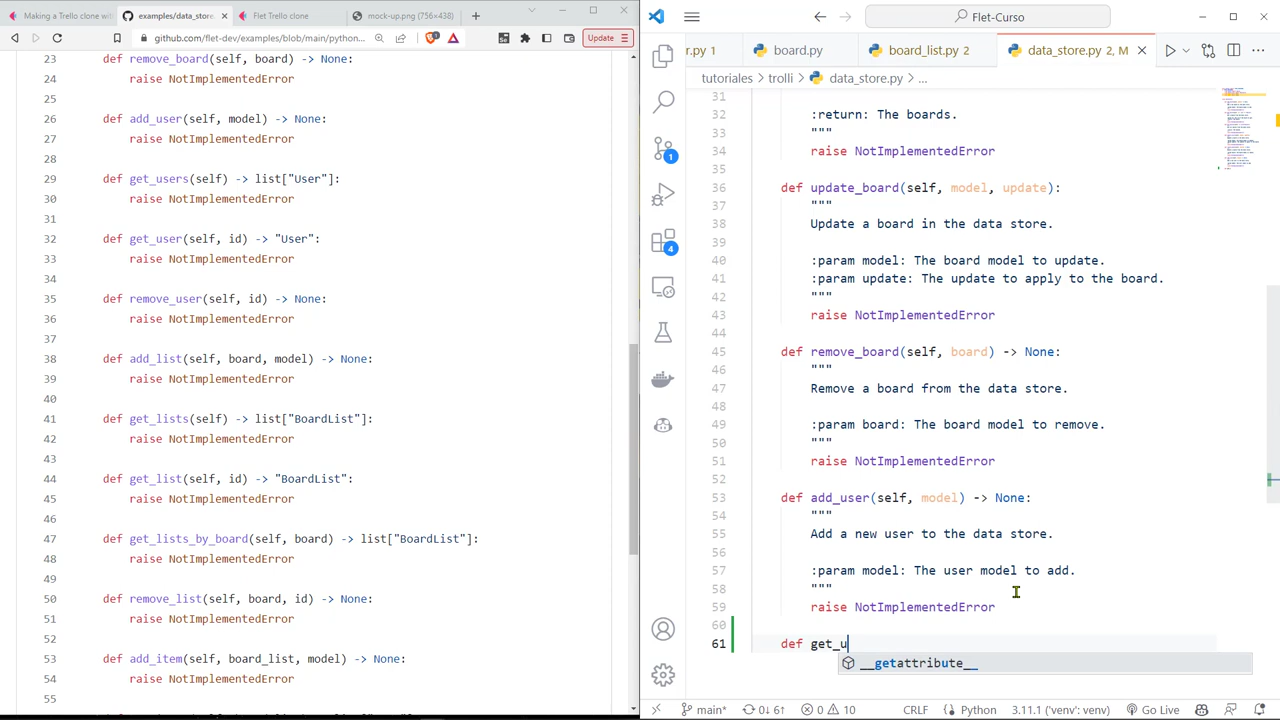 Making a Trello clone with
examples/data_store.
Flet Trello clone
mock-up.png (756×438)
github.com/flet-dev/examples/blob/main/python
Update
23 def remove_board(self, board) -> None:
24 raise NotImplementedError
25
26 def add_user(self, model) -> None:
27 raise NotImplementedError
28
29 def get_users(self) -> list["User"]:
30 raise NotImplementedError
31
32 def get_user(self, id) -> "User":
33 raise NotImplementedError
34
35 def remove_user(self, id) -> None:
36 raise NotImplementedError
37
38 def add_list(self, board, model) -> None:
39 raise NotImplementedError
40
41 def get_lists(self) -> list["BoardList"]:
42 raise NotImplementedError
43
44 def get_list(self, id) -> "BoardList":
45 raise NotImplementedError
46
47 def get_lists_by_board(self, board) -> list["BoardList"]:
48 raise NotImplementedError
49
50 def remove_list(self, board, id) -> None:
51 raise NotImplementedError
52
53 def add_item(self, board_list, model) -> None:
54 raise NotImplementedError
55
Flet-Curso
r.py 1
board.py
board_list.py 2
data_store.py 2, M
tutoriales > trolli > data_store.py > ...
31
32 :return: The boards.
33 """
34 raise NotImplementedError
35
36 def update_board(self, model, update):
37 """
38 Update a board in the data store.
39
40 :param model: The board model to update.
41 :param update: The update to apply to the board.
42 """
43 raise NotImplementedError
44
45 def remove_board(self, board) -> None:
46 """
47 Remove a board from the data store.
48
49 :param board: The board model to remove.
50 """
51 raise NotImplementedError
52
53 def add_user(self, model) -> None:
54 """
55 Add a new user to the data store.
56
57 :param model: The user model to add.
58 """
59 raise NotImplementedError
60
61 def get_u
__getattribute__
1
4
main* 0↓ 6↑ 0 10 CRLF Python 3.11.1 ('venv': venv) Go Live